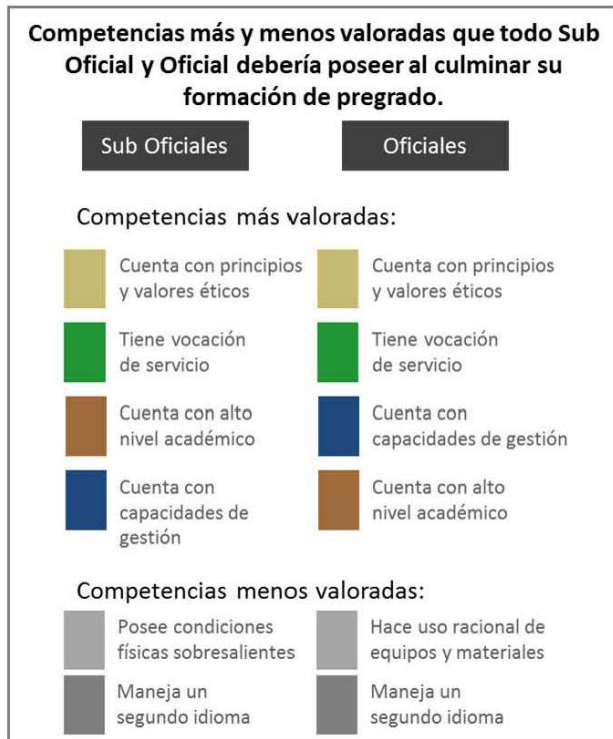 Competencias más y menos valoradas que todo Sub
Oficial y Oficial debería poseer al culminar su
formación de pregrado.
Sub Oficiales
Oficiales
Competencias más valoradas:
Cuenta con principios
y valores éticos
Cuenta con principios
y valores éticos
Tiene vocación
de servicio
Tiene vocación
de servicio
Cuenta con alto
nivel académico
Cuenta con
capacidades de gestión
Cuenta con
capacidades de
gestión
Cuenta con alto
nivel académico
Competencias menos valoradas:
Posee condiciones
físicas sobresalientes
Hace uso racional de
equipos y materiales
Maneja un
segundo idioma
Maneja un
segundo idioma